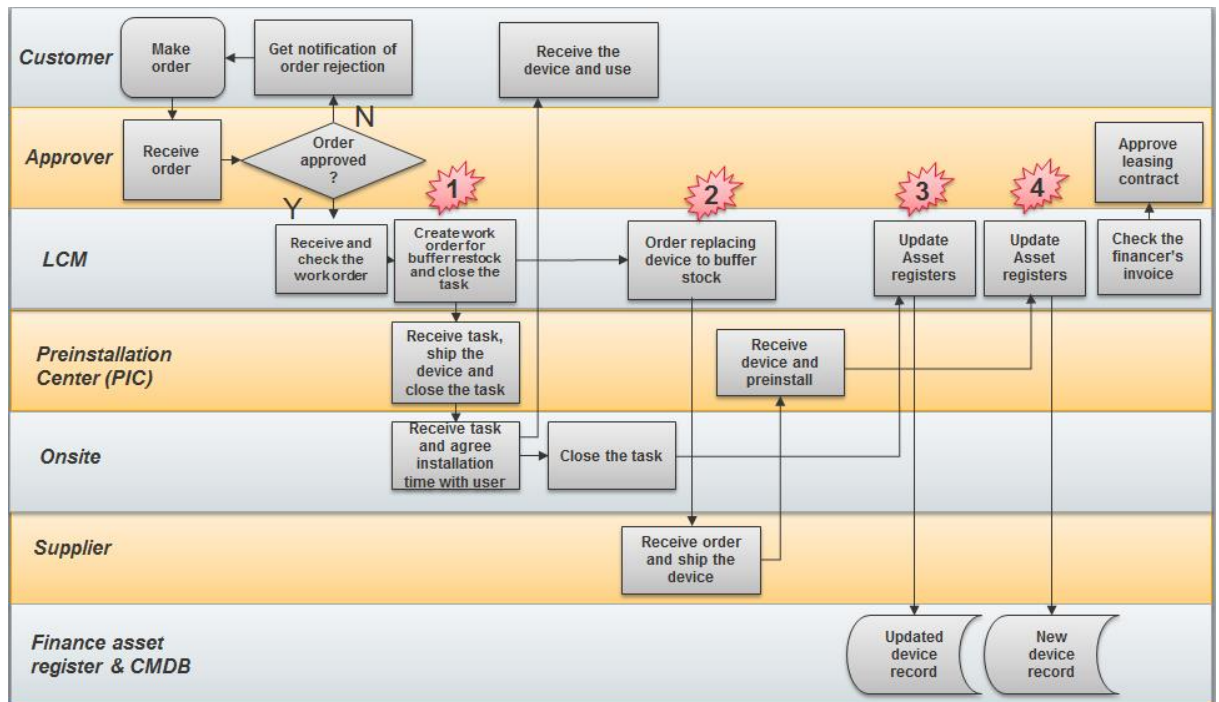 Customer
Make
order
Get notification of
order rejection
Receive the
device and use
N
Approver
Receive
order
Order
approved
?
Approve
leasing
contract
Y
1
2
3
4
LCM
Receive and
check the
work order
Create work
order for
buffer restock
and close the
task
Order replacing
device to buffer
stock
Update
Asset
registers
Update
Asset
registers
Check the
financer's
invoice
Preinstallation
Center (PIC)
Receive task,
ship the
device and
close the task
Receive
device and
preinstall
Onsite
Receive task
and agree
installation
time with user
Close the task
Supplier
Receive order
and ship the
device
Finance asset
register & CMDB
Updated
device
record
New
device
record